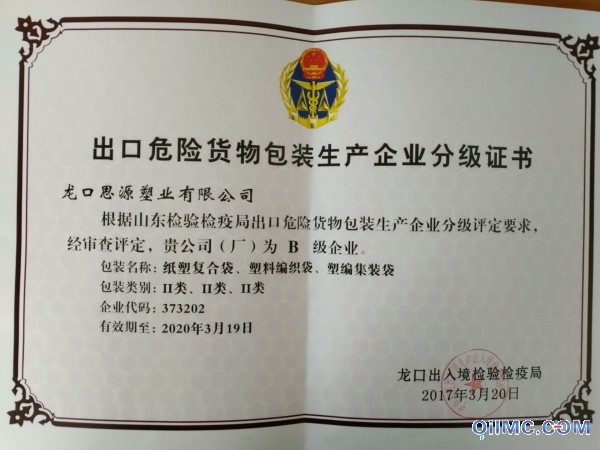 出口危险货物包装生产企业分级证书
龙口思源塑业有限公司
根据山东检验检疫局出口危险货物包装生产企业分级评定要求,
经审查评定, 贵公司（厂）为 B 级企业。
包装名称: 纸塑复合袋、塑料编织袋、塑编集装袋
包装类别: II类、II类、II类
企业代码: 373202
有效期至: 2020年3月19日
龙口出入境检验检疫局
2017年3月20日
QIIMC.COM